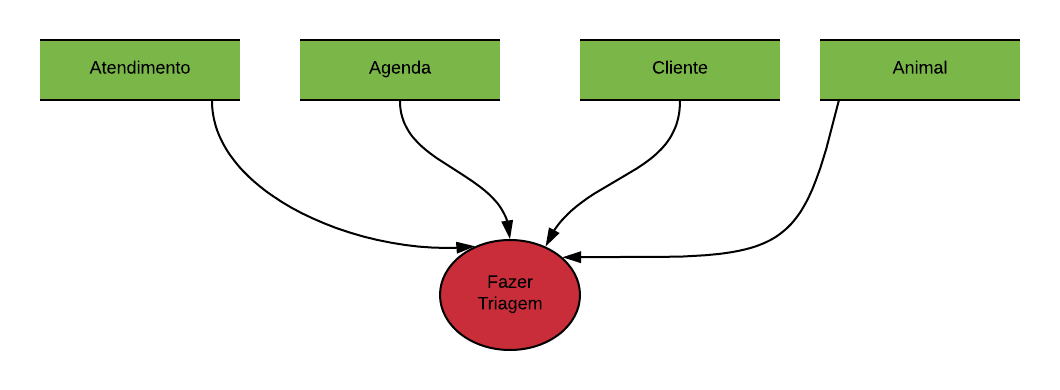 Atendimento
Agenda
Cliente
Animal
Fazer
Triagem